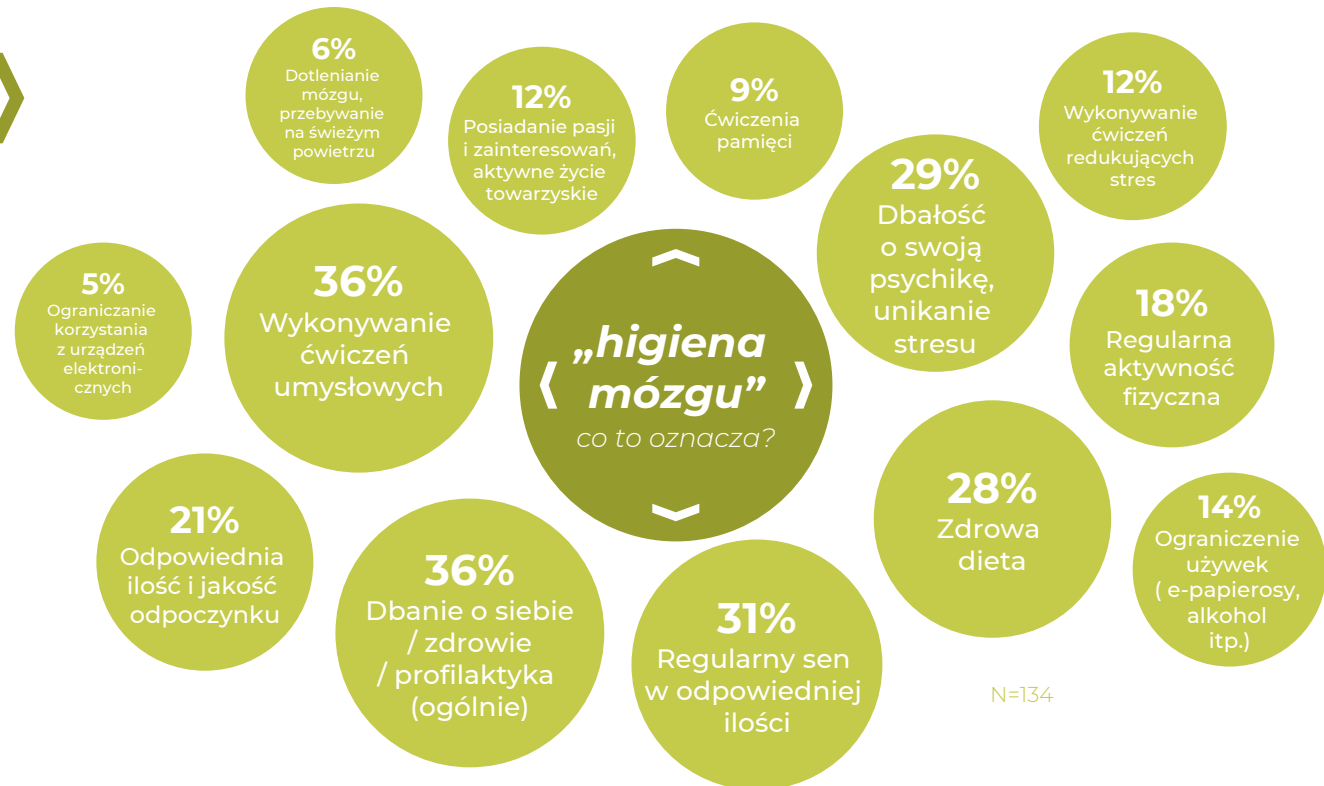 6%
Dotlenianie
mózgu,
przebywanie
na świeżym
powietrzu
12%
Posiadanie pasji
i zainteresowań,
aktywne życie
towarzyskie
9%
Ćwiczenia
pamięci
12%
Wykonywanie
ćwiczeń
redukujących
stres
29%
Dbałość
o swoją
psychikę,
unikanie
stresu
5%
Ograniczanie
korzystania
z urządzeń
elektroni-
cznych
36%
Wykonywanie
ćwiczeń
umysłowych
„higiena
mózgu”
co to oznacza?
18%
Regularna
aktywność
fizyczna
21%
Odpowiednia
ilość i jakość
odpoczynku
36%
Dbanie o siebie
/ zdrowie
/ profilaktyka
(ogólnie)
31%
Regularny sen
w odpowiedniej
ilości
28%
Zdrowa
dieta
14%
Ograniczenie
używek
( e-papierosy,
alkohol
itp.)
N=134